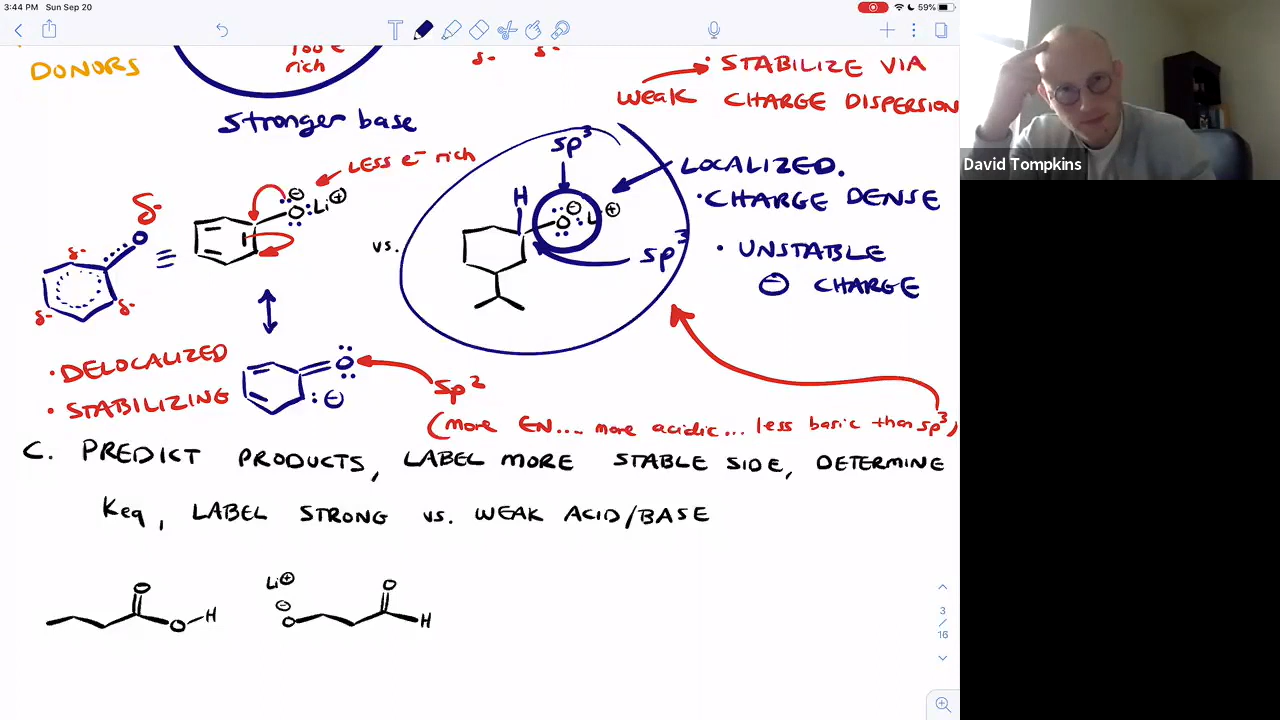 3:44 PM Sun Sep 20
59%
DONORS
rich
δ- δ-
· STABILIZE VIA
weak CHARGE DISPERSION
Stronger base
LESS e⁻ rich
sp³
LOCALIZED.
· CHARGE DENSE
· UNSTABLE
⊖ CHARGE
δ-
O
⊖
O Li⊕
vs.
H
O ⊖ L ⊕
sp³
δ-
δ-
δ-
≡
· DELOCALIZED
· STABILIZING
O
⊖
sp²
(more EN.... more acidic... less basic than sp³)
C. PREDICT PRODUCTS, LABEL MORE STABLE SIDE, DETERMINE
Keq, LABEL STRONG vs. WEAK ACID/BASE
O
O H
Li⊕
⊖
O
O
H
3
/
16
David Tompkins